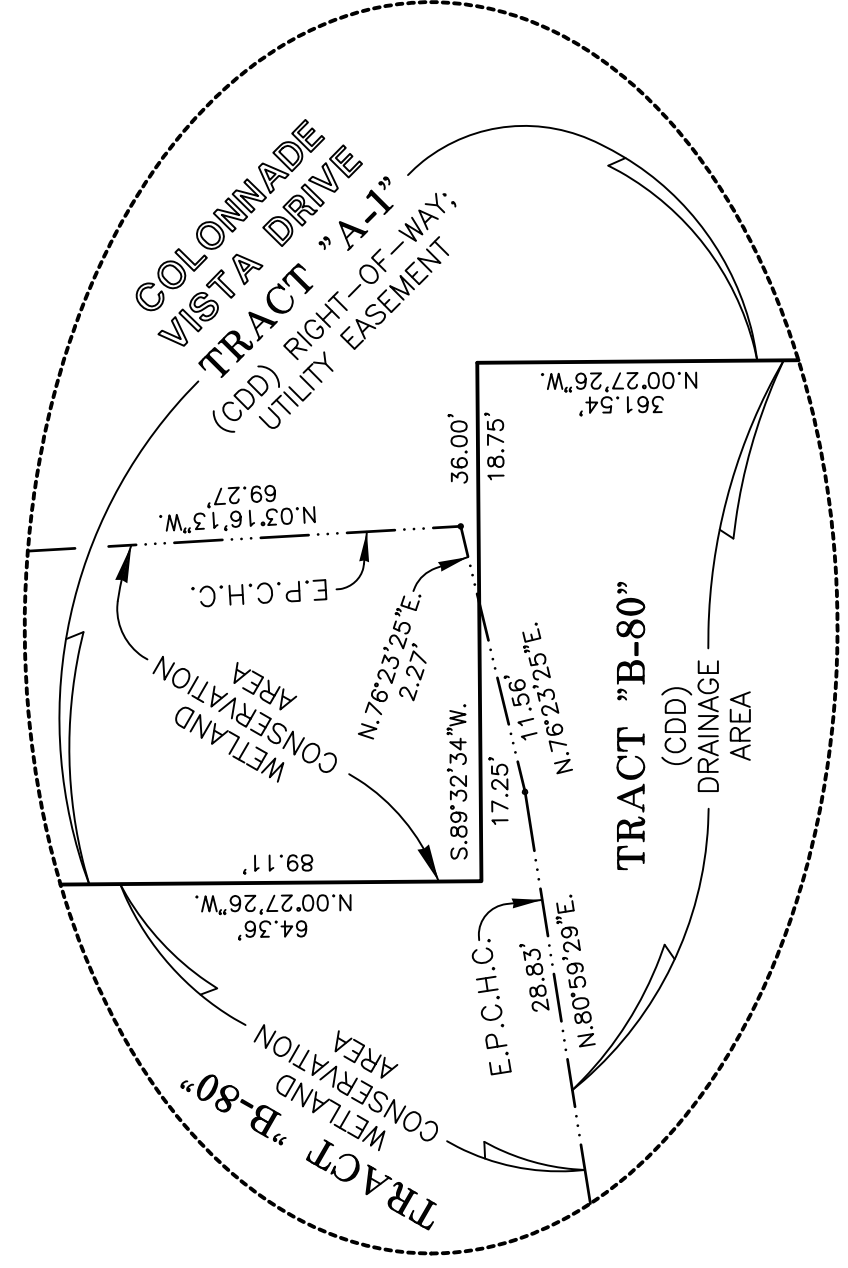 COLONNADE
VISTA DRIVE
TRACT "A-1"
(CDD) RIGHT-OF-WAY;
UTILITY EASEMENT
N.03°16'13"W.
69.27'
E.P.C.H.C.
WETLAND
CONSERVATION
AREA
N.76°23'25"E.
2.27'
36.00'
18.75'
N.00°27'26"W.
361.54'
S.89°32'34"W.
17.25'
11.56'
N.76°23'25"E.
89.11'
N.00°27'26"W.
64.36'
TRACT "B-80"
(CDD)
DRAINAGE
AREA
E.P.C.H.C.
28.83'
N.80°59'29"E.
TRACT "B-80"
WETLAND
CONSERVATION
AREA